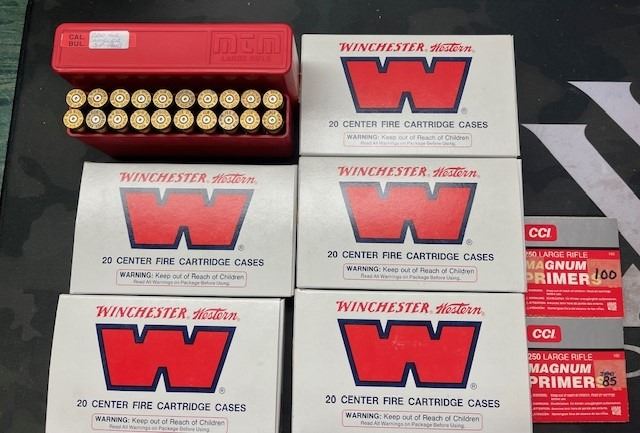 CAL.
BUL.
MTM
LARGE RIFLE
WINCHESTER Western®
W®
20 CENTER FIRE CARTRIDGE CASES
WARNING: Keep out of Reach of Children
Read All Warnings on Package Before Using.
WINCHESTER Western®
W®
20 CENTER FIRE CARTRIDGE CASES
WARNING: Keep out of Reach of Children
Read All Warnings on Package Before Using.
WINCHESTER Western®
W®
20 CENTER FIRE CARTRIDGE CASES
WARNING: Keep out of Reach of Children
Read All Warnings on Package Before Using.
WINCHESTER Western®
W®
20 CENTER FIRE CARTRIDGE CASES
WARNING: Keep out of Reach of Children
Read All Warnings on Package Before Using.
WINCHESTER Western®
W®
20 CENTER FIRE CARTRIDGE CASES
WARNING: Keep out of Reach of Children
Read All Warnings on Package Before Using.
CCI
250 LARGE RIFLE
MAGNUM
PRIMERS 100
CCI
250 LARGE RIFLE
MAGNUM
PRIMERS 85